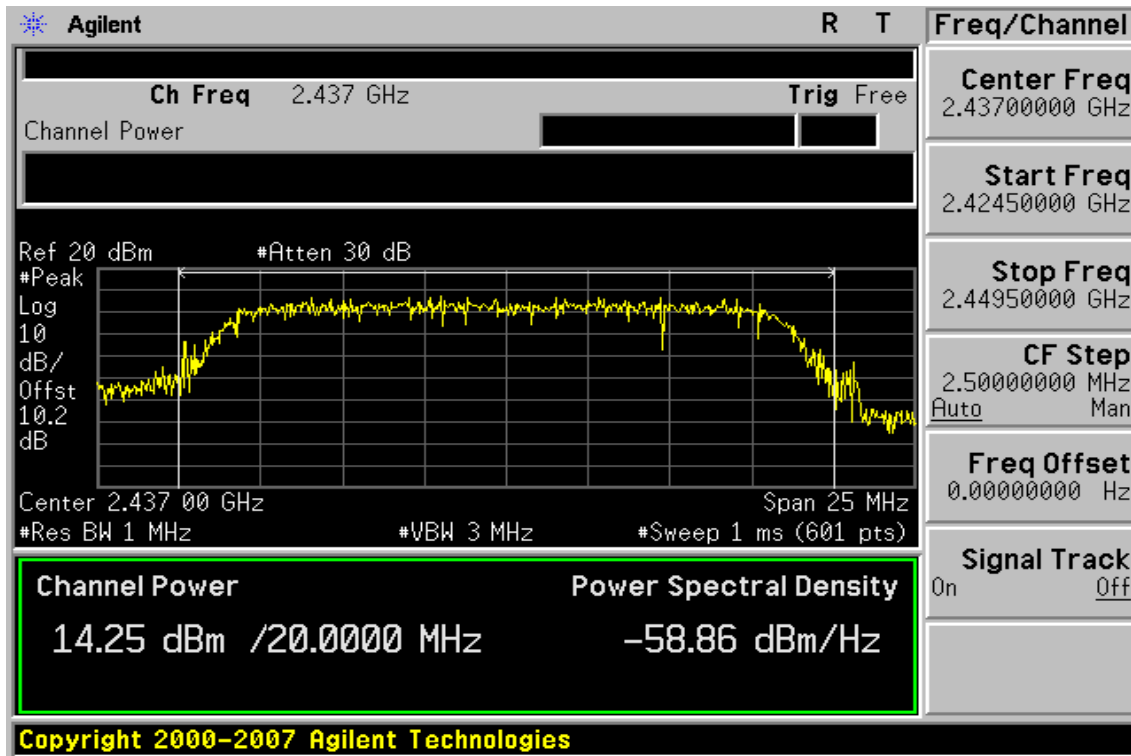 Agilent R T
Ch Freq 2.437 GHz Trig Free
Channel Power
Ref 20 dBm #Atten 30 dB
#Peak
Log
10
dB/
Offst
10.2
dB
Center 2.437 00 GHz Span 25 MHz
#Res BW 1 MHz #VBW 3 MHz #Sweep 1 ms (601 pts)
Channel Power Power Spectral Density
14.25 dBm /20.0000 MHz -58.86 dBm/Hz
Copyright 2000-2007 Agilent Technologies
Freq/Channel
Center Freq
2.43700000 GHz
Start Freq
2.42450000 GHz
Stop Freq
2.44950000 GHz
CF Step
2.50000000 MHz
Auto Man
Freq Offset
0.00000000 Hz
Signal Track
On Off